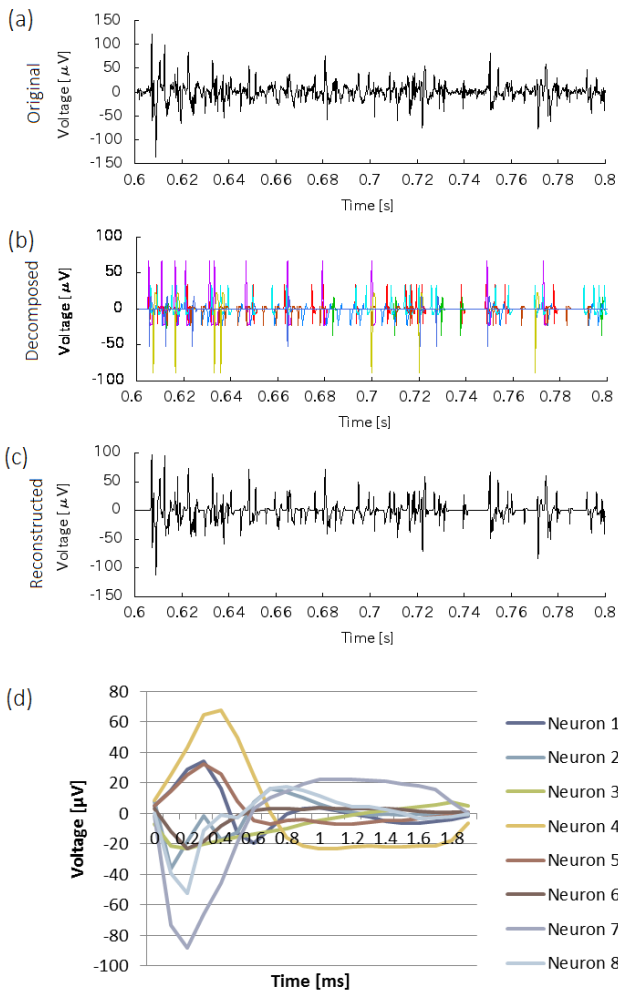 (a)
Original
Voltage [μV]
150
100
50
0
-50
-100
-150
0.6 0.62 0.64 0.66 0.68 0.7 0.72 0.74 0.76 0.78 0.8
Time [s]
(b)
Decomposed
Voltage [μV]
100
50
0
-50
-100
0.6 0.62 0.64 0.66 0.68 0.7 0.72 0.74 0.76 0.78 0.8
Time [s]
(c)
Reconstructed
Voltage [μV]
100
50
0
-50
-100
-150
0.6 0.62 0.64 0.66 0.68 0.7 0.72 0.74 0.76 0.78 0.8
Time [s]
(d)
Voltage [μV]
80
60
40
20
0
-20
-40
-60
-80
-100
0 0.2 0.4 0.6 0.8 1 1.2 1.4 1.6 1.8
Time [ms]
Neuron 1
Neuron 2
Neuron 3
Neuron 4
Neuron 5
Neuron 6
Neuron 7
Neuron 8